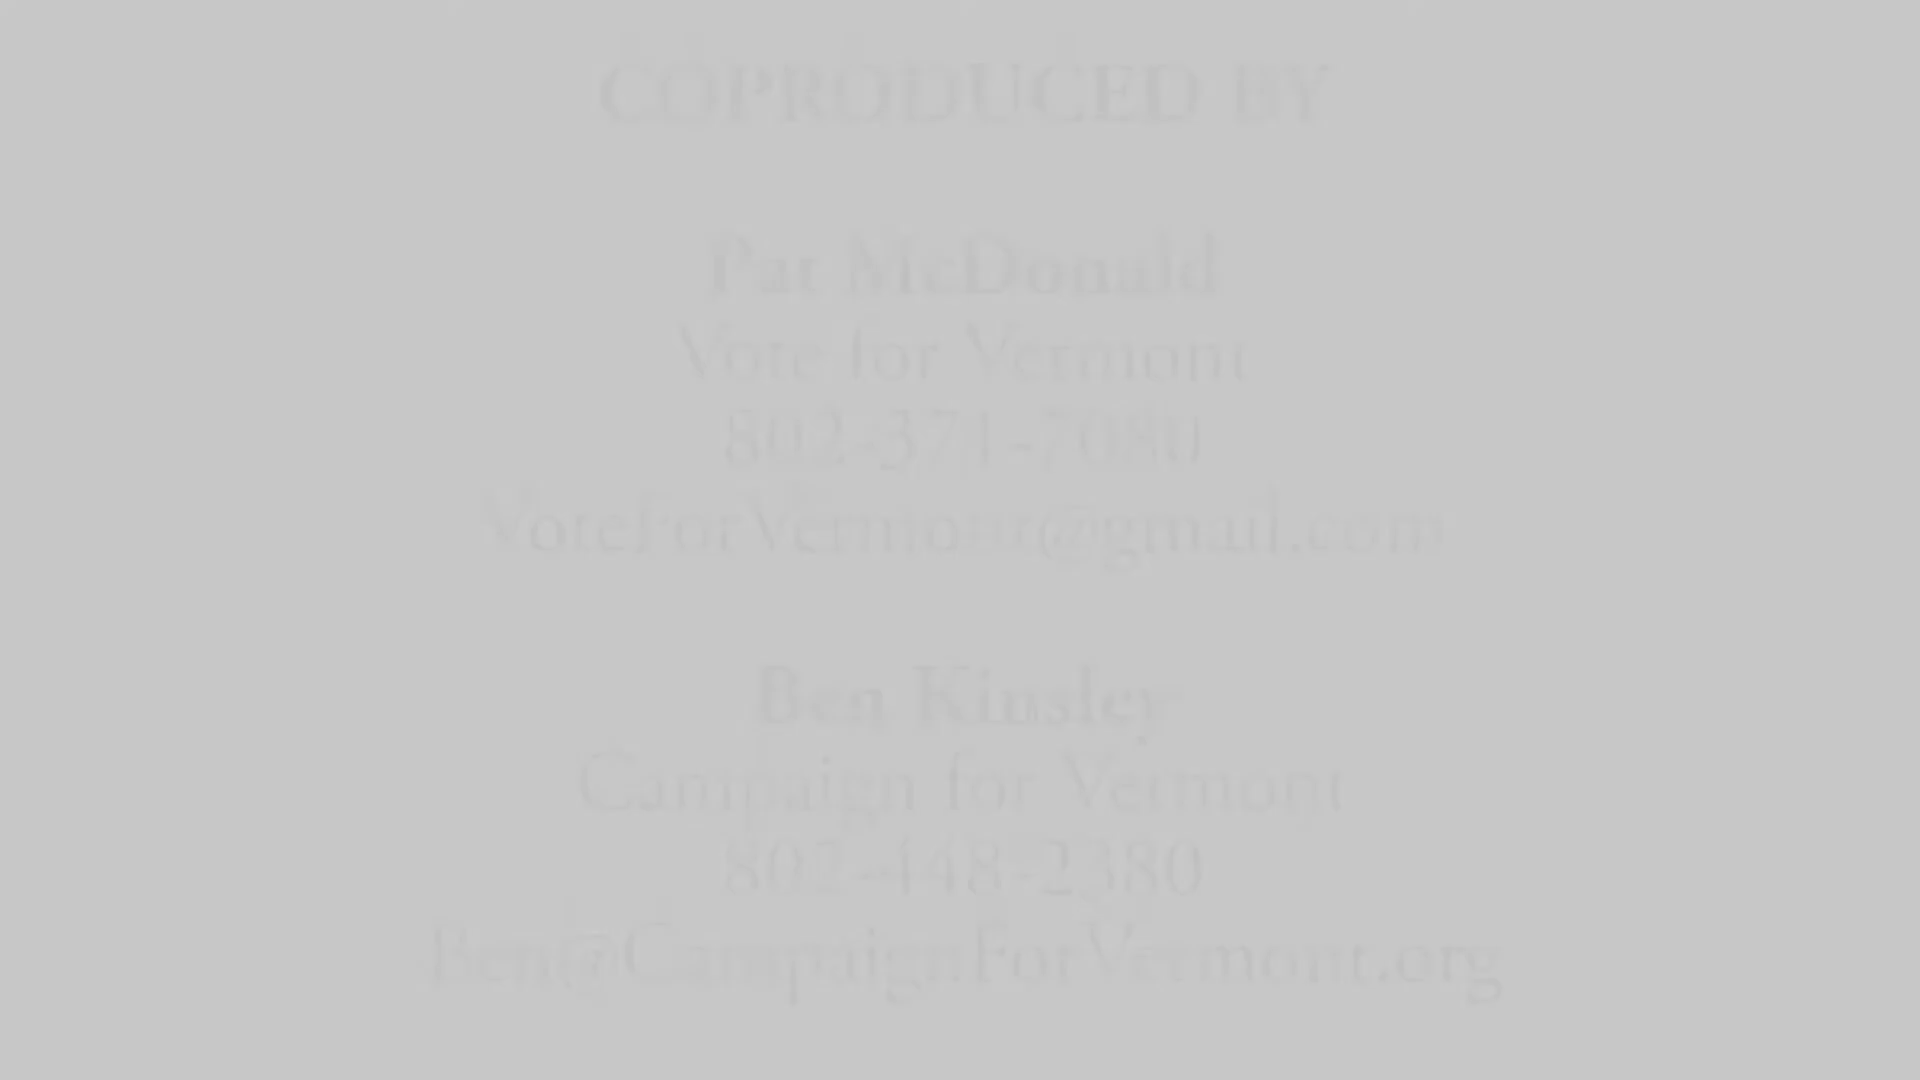 COPRODUCED BY
Pat McDonald
Vote for Vermont
802-371-7080
VoteForVermont@gmail.com
Ben Kinsley
Campaign for Vermont
802-448-2380
Ben@CampaignForVermont.org